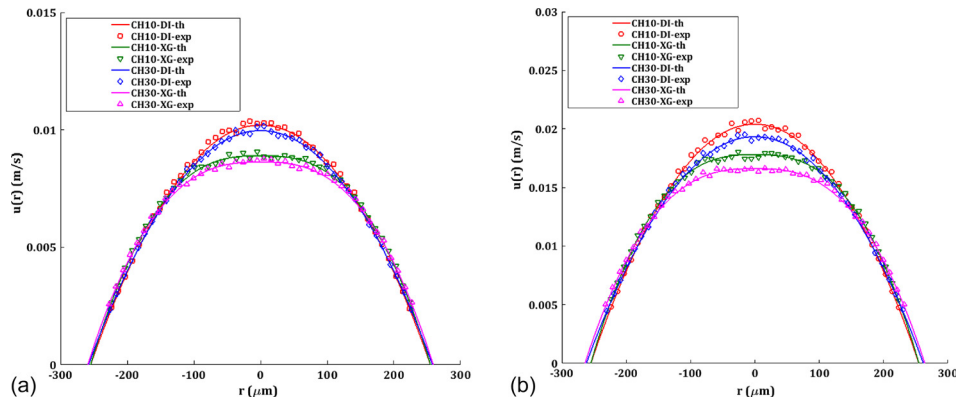 0.015
CH10-DI-th
CH10-DI-exp
CH10-XG-th
CH10-XG-exp
CH30-DI-th
CH30-DI-exp
CH30-XG-th
CH30-XG-exp
0.01
u(r) (m/s)
0.005
0
-300 -200 -100 0 100 200 300
r (μm)
(a)
0.03
CH10-DI-th
CH10-DI-exp
CH10-XG-th
CH10-XG-exp
CH30-DI-th
CH30-DI-exp
CH30-XG-th
CH30-XG-exp
0.025
0.02
u(r) (m/s)
0.015
0.01
0.005
0
-300 -200 -100 0 100 200 300
r (μm)
(b)